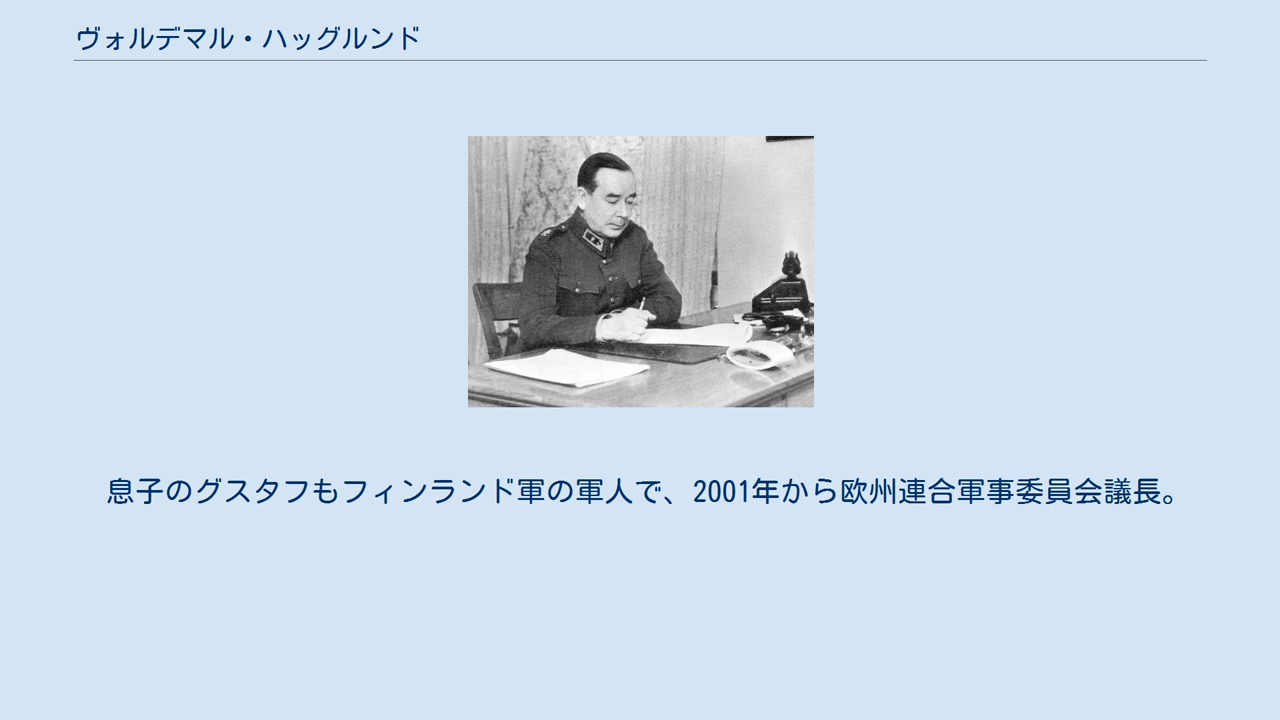 ヴォルデマル・ハッグルンド
息子のグスタフもフィンランド軍の軍人で、2001年から欧州連合軍事委員会議長。